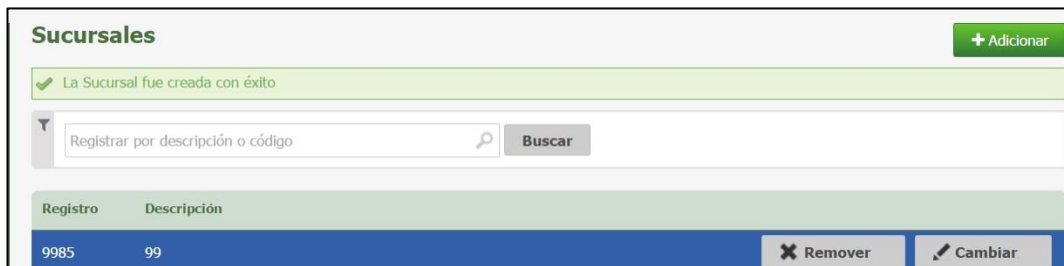 Sucursales
+ Adicionar
La Sucursal fue creada con éxito
Registrar por descripción o código
Buscar
Registro Descripción
9985 99 Remover Cambiar